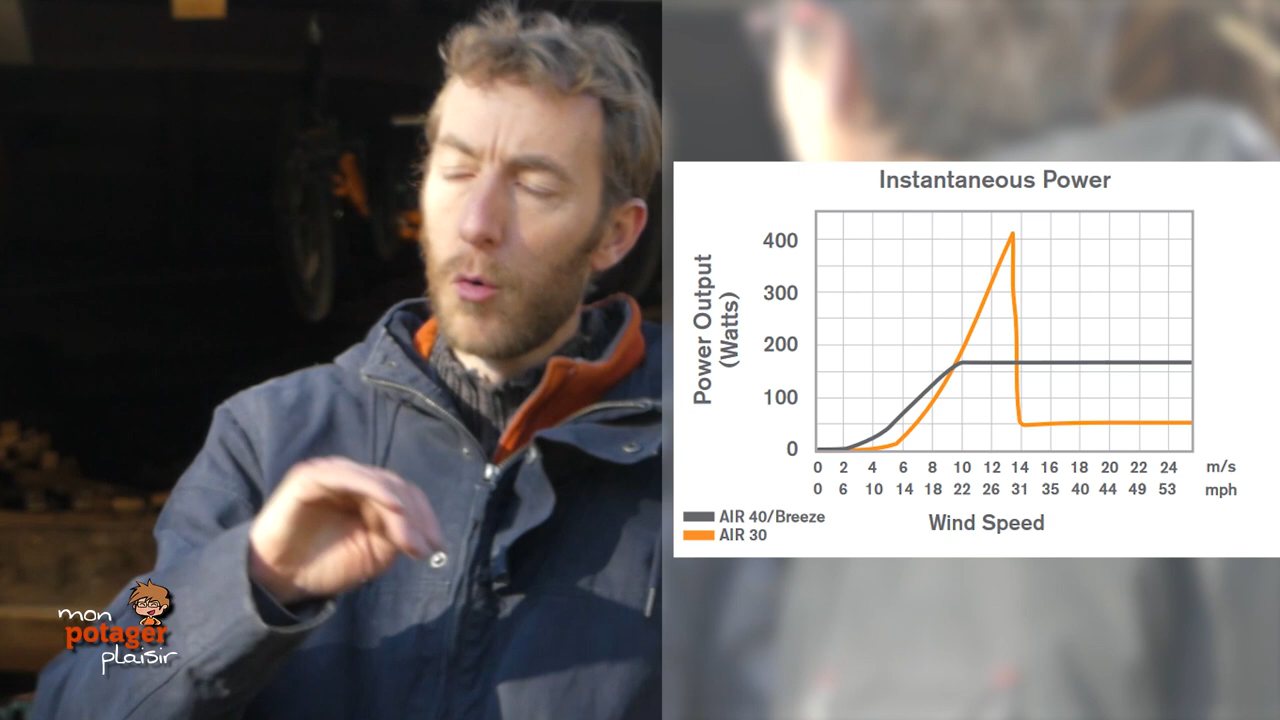 mon
potager
plaisir
Instantaneous Power
Power Output
(Watts)
400
300
200
100
0
0 2 4 6 8 10 12 14 16 18 20 22 24 m/s
0 6 10 14 18 22 26 31 35 40 44 49 53 mph
AIR 40/Breeze
AIR 30
Wind Speed